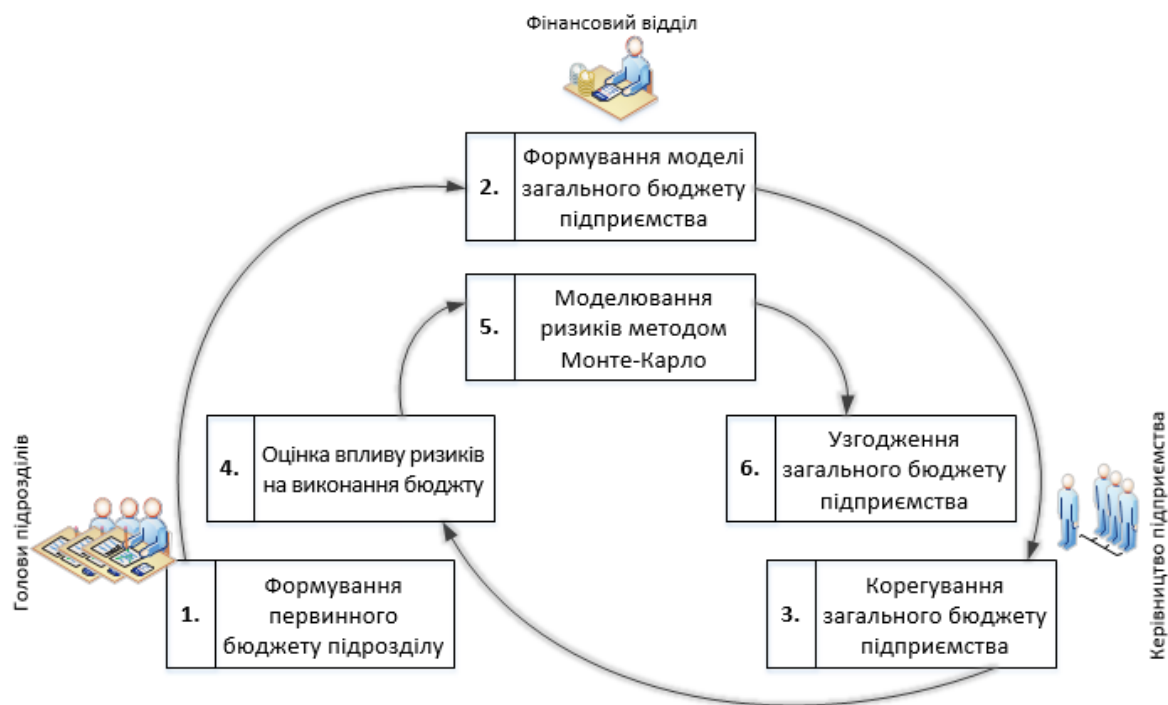 Фінансовий відділ
2.
Формування моделі
загального бюджету
підприємства
5.
Моделювання
ризиків методом
Монте-Карло
4.
Оцінка впливу ризиків
на виконання бюджту
6.
Узгодження
загального бюджету
підприємства
Голови підрозділів
Керівництво підприємства
1.
Формування
первинного
бюджету підрозділу
3.
Корегування
загального бюджету
підприємства